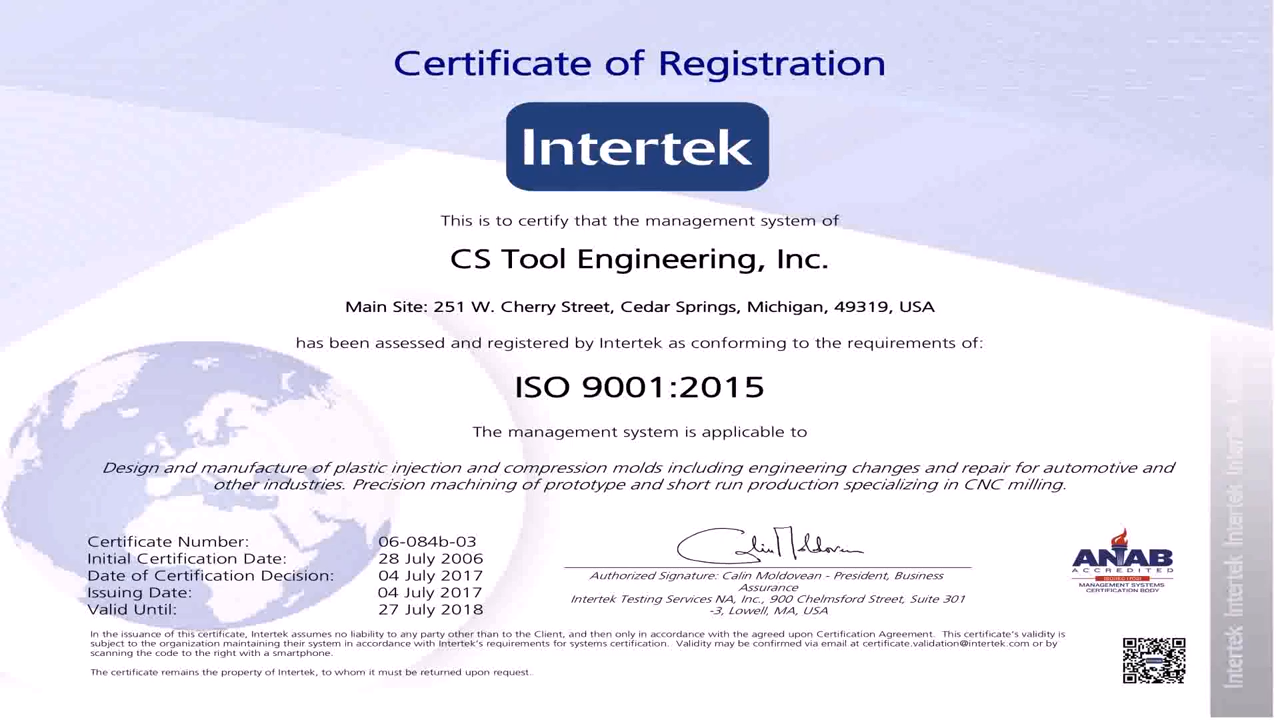 Certificate of Registration
Intertek
This is to certify that the management system of
CS Tool Engineering, Inc.
Main Site: 251 W. Cherry Street, Cedar Springs, Michigan, 49319, USA
has been assessed and registered by Intertek as conforming to the requirements of:
ISO 9001:2015
The management system is applicable to
Design and manufacture of plastic injection and compression molds including engineering changes and repair for automotive and
other industries. Precision machining of prototype and short run production specializing in CNC milling.
Certificate Number: 06-084b-03
Initial Certification Date: 28 July 2006
Date of Certification Decision: 04 July 2017
Issuing Date: 04 July 2017
Valid Until: 27 July 2018
Calin Moldovean
Authorized Signature: Calin Moldovean - President, Business
Assurance
Intertek Testing Services NA, Inc., 900 Chelmsford Street, Suite 301
-3, Lowell, MA, USA
ANAB
ACCREDITED
MANAGEMENT SYSTEMS
CERTIFICATION BODY
In the issuance of this certificate, Intertek assumes no liability to any party other than to the Client, and then only in accordance with the agreed upon Certification Agreement. This certificate's validity is
subject to the organization maintaining their system in accordance with Intertek's requirements for systems certification. Validity may be confirmed via email at certificate.validation@intertek.com or by
scanning the code to the right with a smartphone.
The certificate remains the property of Intertek, to whom it must be returned upon request.
Intertek Intertek Intertek Intertek